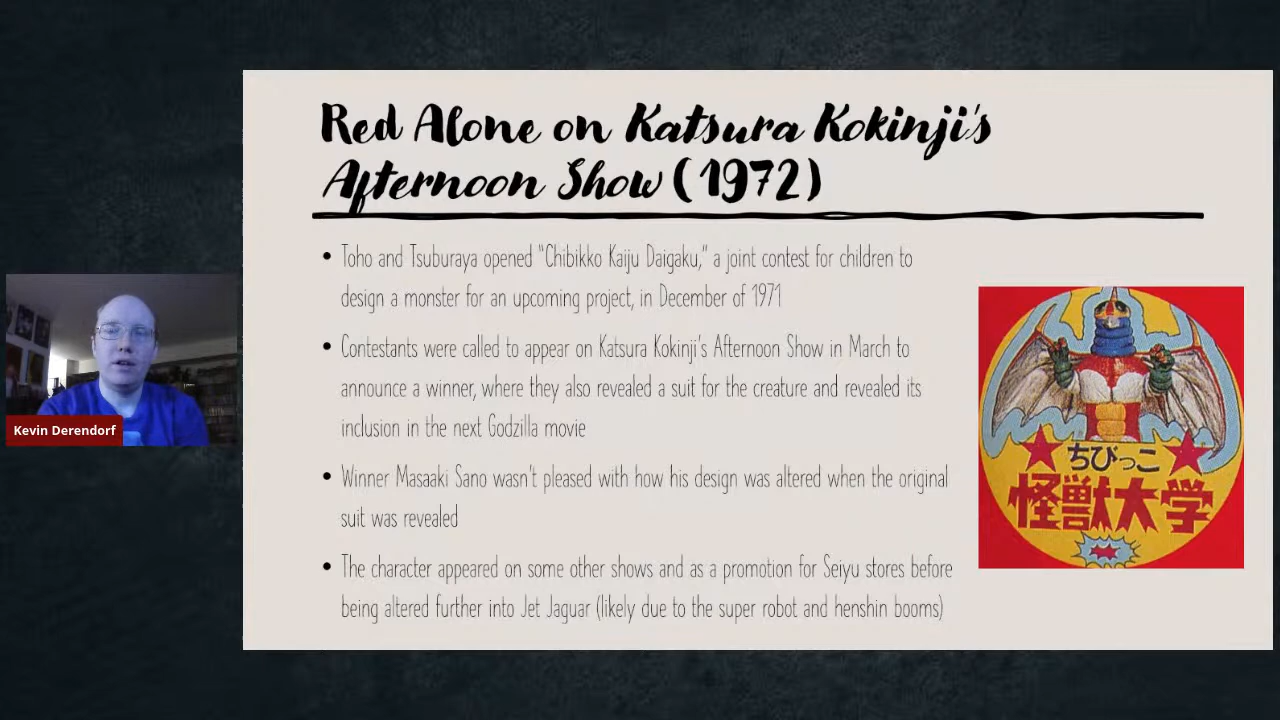 Red Alone on Katsura Kokinji's
Afternoon Show (1972)
• Toho and Tsuburaya opened "Chibikko Kaiju Daigaku," a joint contest for children to
design a monster for an upcoming project, in December of 1971
• Contestants were called to appear on Katsura Kokinji's Afternoon Show in March to
announce a winner, where they also revealed a suit for the creature and revealed its
inclusion in the next Godzilla movie
• Winner Masaaki Sano wasn't pleased with how his design was altered when the original
suit was revealed
• The character appeared on some other shows and as a promotion for Seiyu stores before
being altered further into Jet Jaguar (likely due to the super robot and henshin booms)
ちびっこ
怪獣大学
Kevin Derendorf